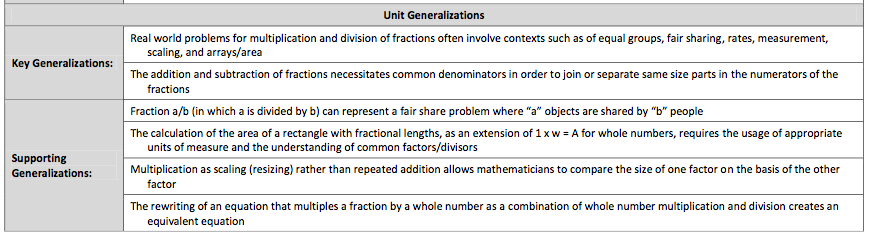 Unit Generalizations
Key Generalizations:
Real world problems for multiplication and division of fractions often involve contexts such as of equal groups, fair sharing, rates, measurement,
scaling, and arrays/area
The addition and subtraction of fractions necessitates common denominators in order to join or separate same size parts in the numerators of the
fractions
Supporting
Generalizations:
Fraction a/b (in which a is divided by b) can represent a fair share problem where “a” objects are shared by “b” people
The calculation of the area of a rectangle with fractional lengths, as an extension of 1 x w = A for whole numbers, requires the usage of appropriate
units of measure and the understanding of common factors/divisors
Multiplication as scaling (resizing) rather than repeated addition allows mathematicians to compare the size of one factor on the basis of the other
factor
The rewriting of an equation that multiples a fraction by a whole number as a combination of whole number multiplication and division creates an
equivalent equation